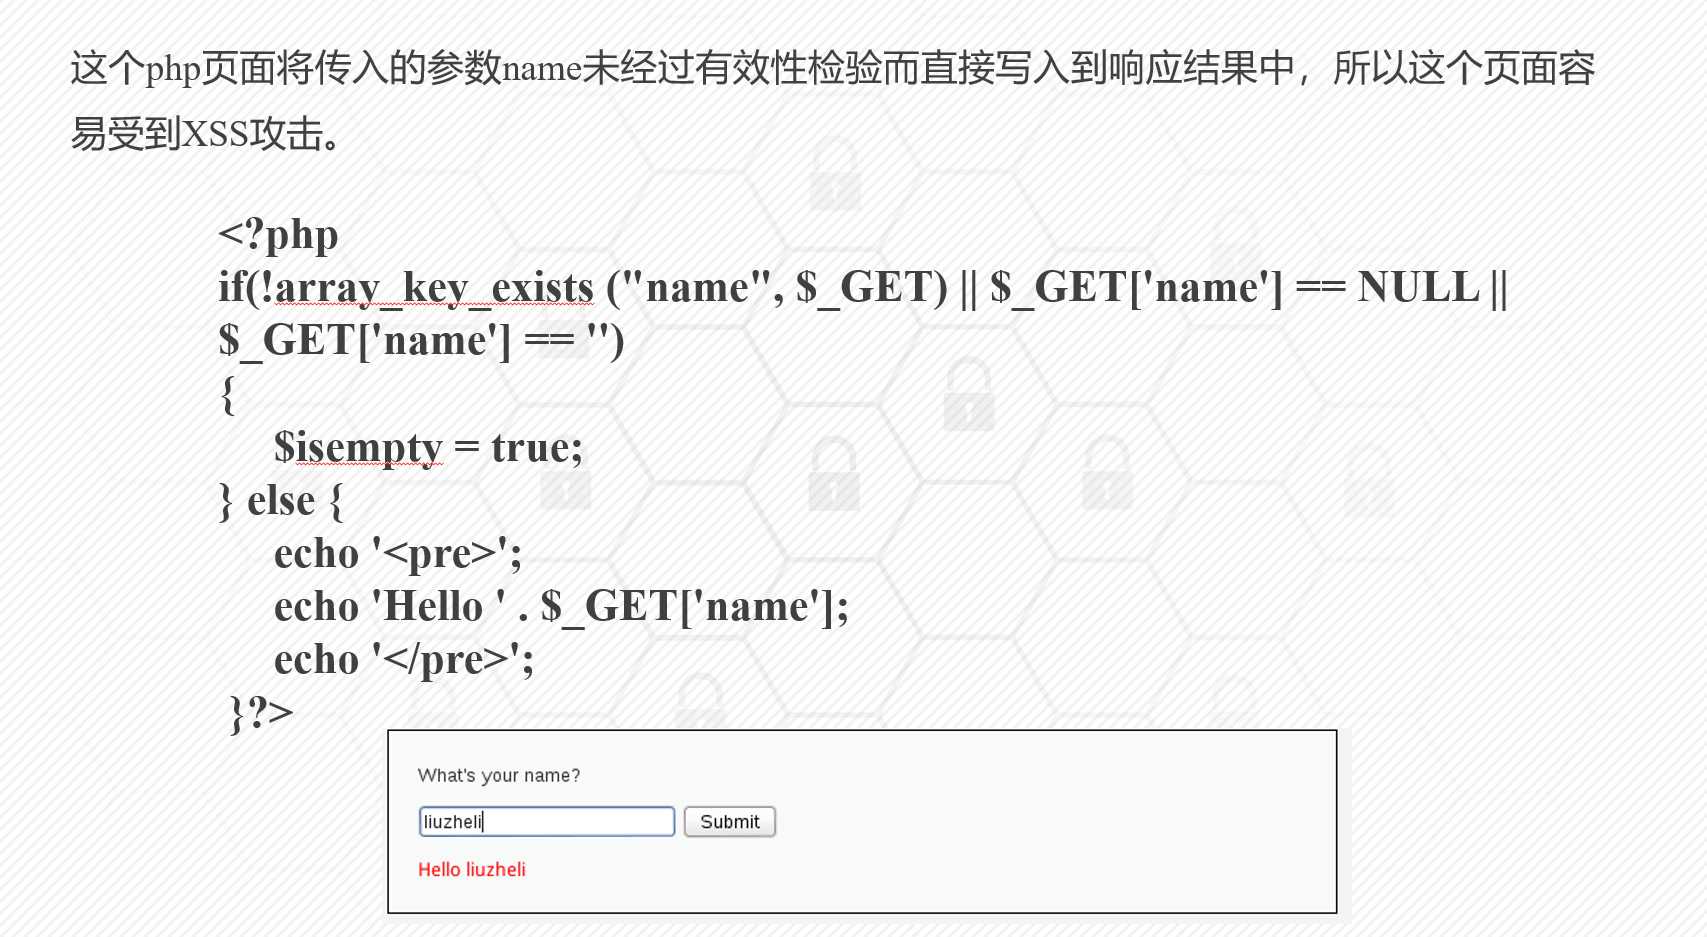 这个php页面将传入的参数name未经过有效性检验而直接写入到响应结果中，所以这个页面容
易受到XSS攻击。
<?php
if(!array_key_exists ("name", $_GET) || $_GET['name'] == NULL ||
$_GET['name'] == '')
{
$isempty = true;
} else {
echo '<pre>';
echo 'Hello ' . $_GET['name'];
echo '</pre>';
}?>
What's your name?
liuzheli Submit
Hello liuzheli